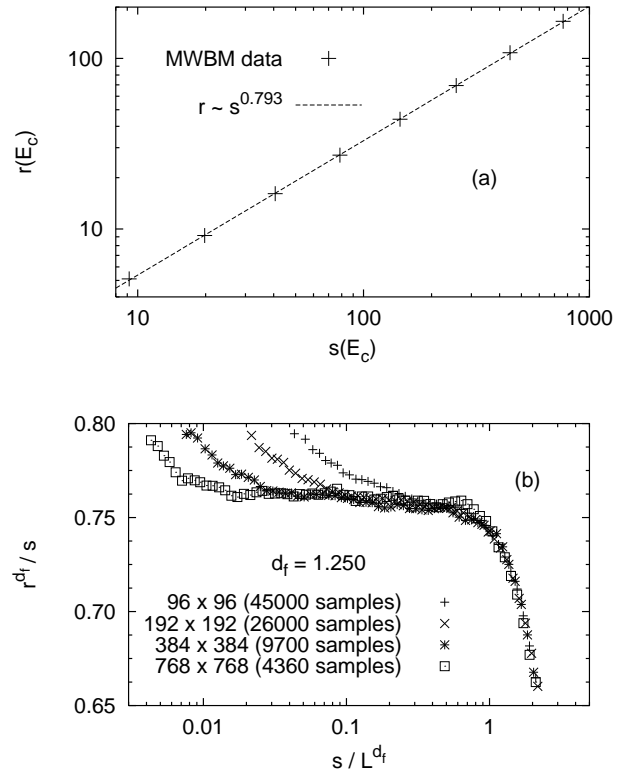 100
10
10
100
1000
r(E_c)
s(E_c)
MWBM data
r ~ s^0.793
(a)
0.80
0.75
0.70
0.65
0.01
0.1
1
r^d_f / s
s / L^d_f
(b)
d_f = 1.250
96 x 96 (45000 samples)
192 x 192 (26000 samples)
384 x 384 (9700 samples)
768 x 768 (4360 samples)